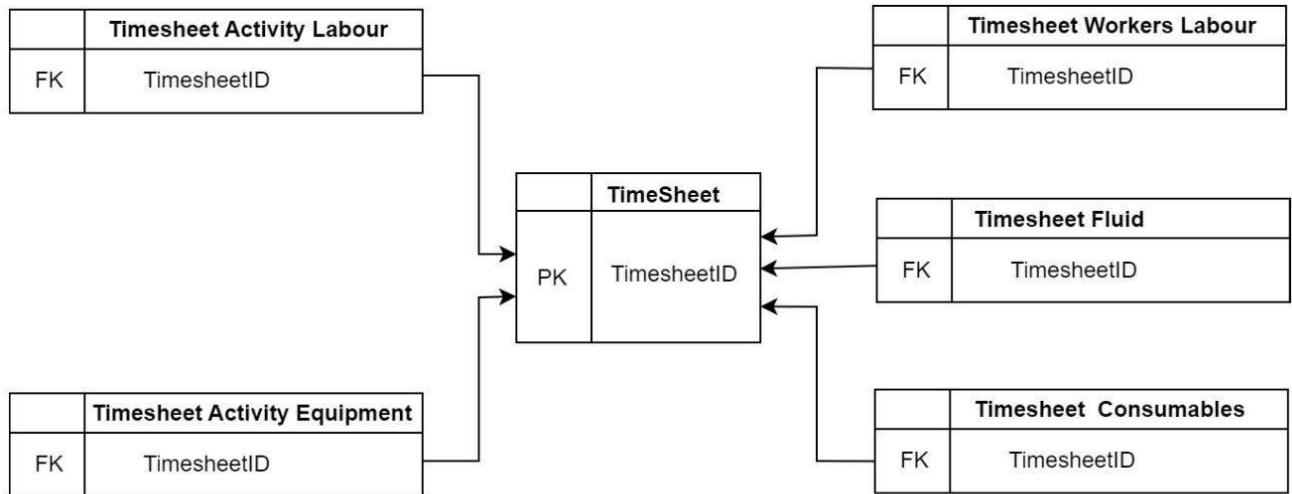 Timesheet Activity Labour
FK TimesheetID
Timesheet Workers Labour
FK TimesheetID
TimeSheet
PK TimesheetID
Timesheet Fluid
FK TimesheetID
Timesheet Activity Equipment
FK TimesheetID
Timesheet Consumables
FK TimesheetID